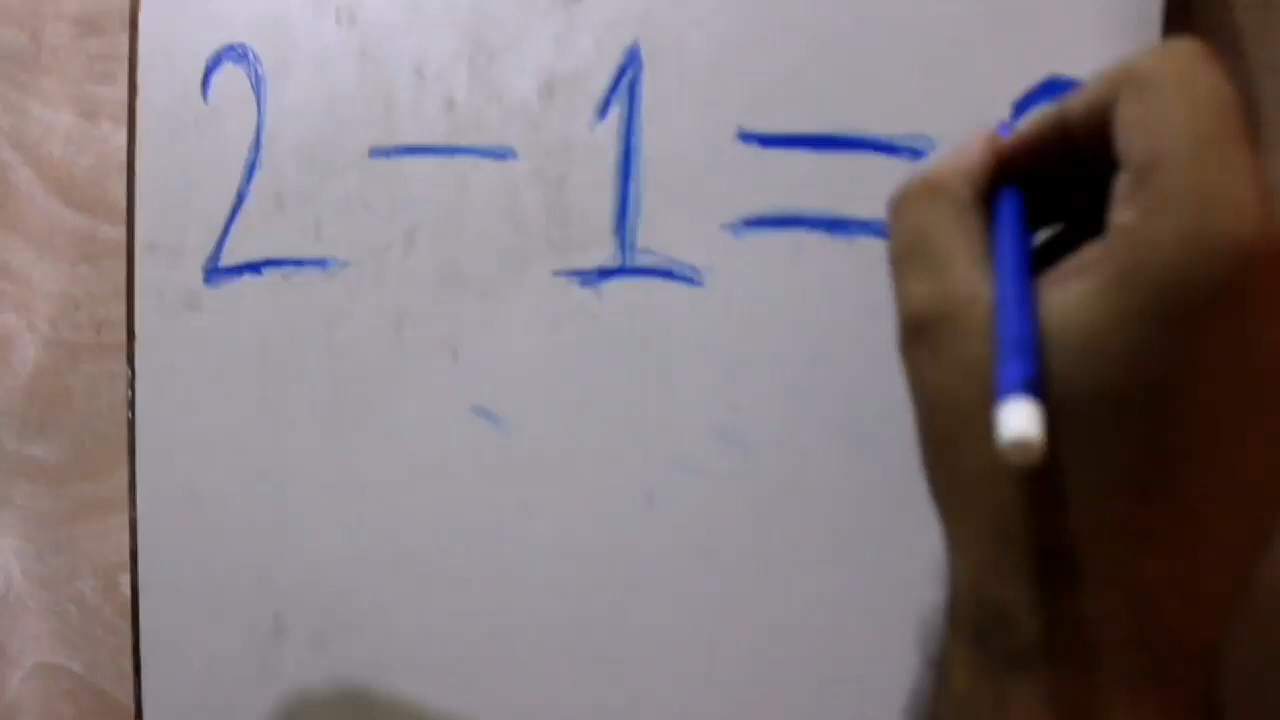 2 - 1 =